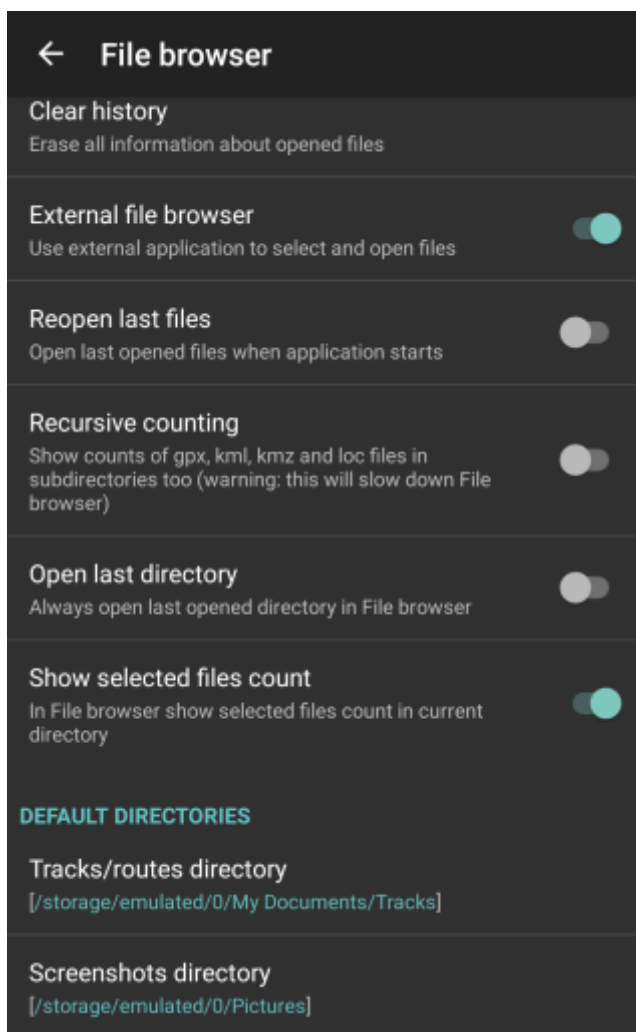 File browser
Clear history
Erase all information about opened files
External file browser
Use external application to select and open files
Reopen last files
Open last opened files when application starts
Recursive counting
Show counts of gpx, kml, kmz and loc files in
subdirectories too (warning: this will slow down File
browser)
Open last directory
Always open last opened directory in File browser
Show selected files count
In File browser show selected files count in current
directory
DEFAULT DIRECTORIES
Tracks/routes directory
[/storage/emulated/0/My Documents/Tracks]
Screenshots directory
[/storage/emulated/0/Pictures]